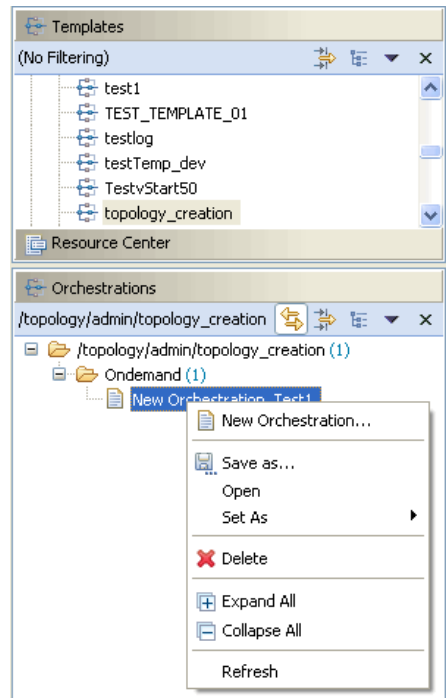 Templates
(No Filtering)
test1
TEST_TEMPLATE_01
testlog
testTemp_dev
TestvStart50
topology_creation
Resource Center
Orchestrations
/topology/admin/topology_creation
/topology/admin/topology_creation (1)
Ondemand (1)
New Orchestration_Test1
New Orchestration...
Save as...
Open
Set As
Delete
Expand All
Collapse All
Refresh